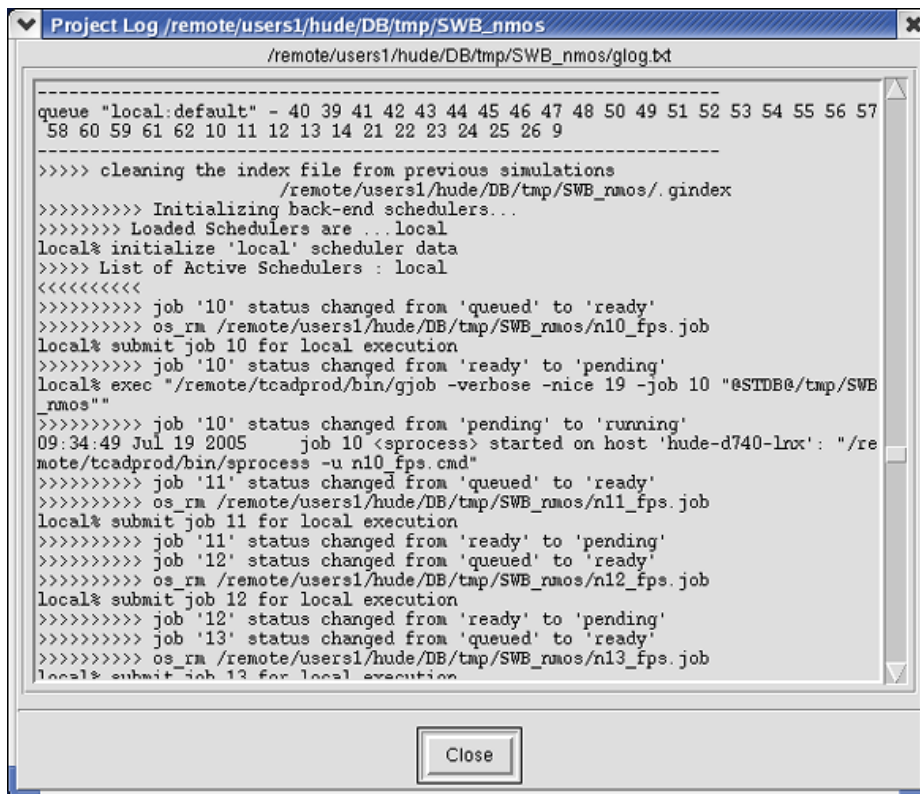 Project Log /remote/users1/hude/DB/tmp/SWB_nmos
/remote/users1/hude/DB/tmp/SWB_nmos/glog.txt
--------------------------------------------------------------------
queue "local:default" - 40 39 41 42 43 44 45 46 47 48 50 49 51 52 53 54 55 56 57
58 60 59 61 62 10 11 12 13 14 21 22 23 24 25 26 9
--------------------------------------------------------------------
>>>>> cleaning the index file from previous simulations
/remote/users1/hude/DB/tmp/SWB_nmos/.gindex
>>>>>>>>>> Initializing back-end schedulers...
>>>>>>>> Loaded Schedulers are ...local
local% initialize 'local' scheduler data
>>>>> List of Active Schedulers : local
<<<<<<<<<<
>>>>>>>>>> job '10' status changed from 'queued' to 'ready'
>>>>>>>>>> os_rm /remote/users1/hude/DB/tmp/SWB_nmos/n10_fps.job
local% submit job 10 for local execution
>>>>>>>>>> job '10' status changed from 'ready' to 'pending'
local% exec "/remote/tcadprod/bin/gjob -verbose -nice 19 -job 10 "@STDB@/tmp/SWB
_nmos""
>>>>>>>>>> job '10' status changed from 'pending' to 'running'
09:34:49 Jul 19 2005     job 10 <sprocess> started on host 'hude-d740-lnx': "/re
mote/tcadprod/bin/sprocess -u n10_fps.cmd"
>>>>>>>>>> job '11' status changed from 'queued' to 'ready'
>>>>>>>>>> os_rm /remote/users1/hude/DB/tmp/SWB_nmos/n11_fps.job
local% submit job 11 for local execution
>>>>>>>>>> job '11' status changed from 'ready' to 'pending'
>>>>>>>>>> job '12' status changed from 'queued' to 'ready'
>>>>>>>>>> os_rm /remote/users1/hude/DB/tmp/SWB_nmos/n12_fps.job
local% submit job 12 for local execution
>>>>>>>>>> job '12' status changed from 'ready' to 'pending'
>>>>>>>>>> job '13' status changed from 'queued' to 'ready'
>>>>>>>>>> os_rm /remote/users1/hude/DB/tmp/SWB_nmos/n13_fps.job
local% submit job 13 for local execution
Close